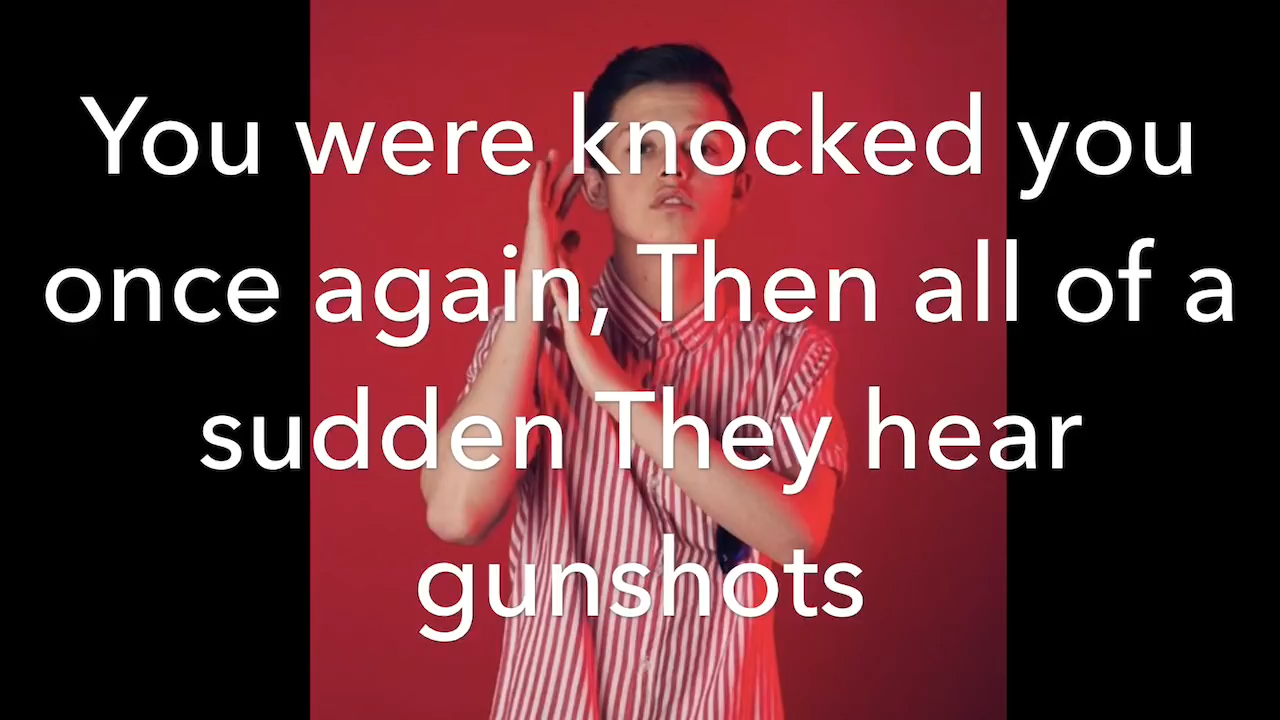 You were knocked you
once again, Then all of a
sudden They hear
gunshots